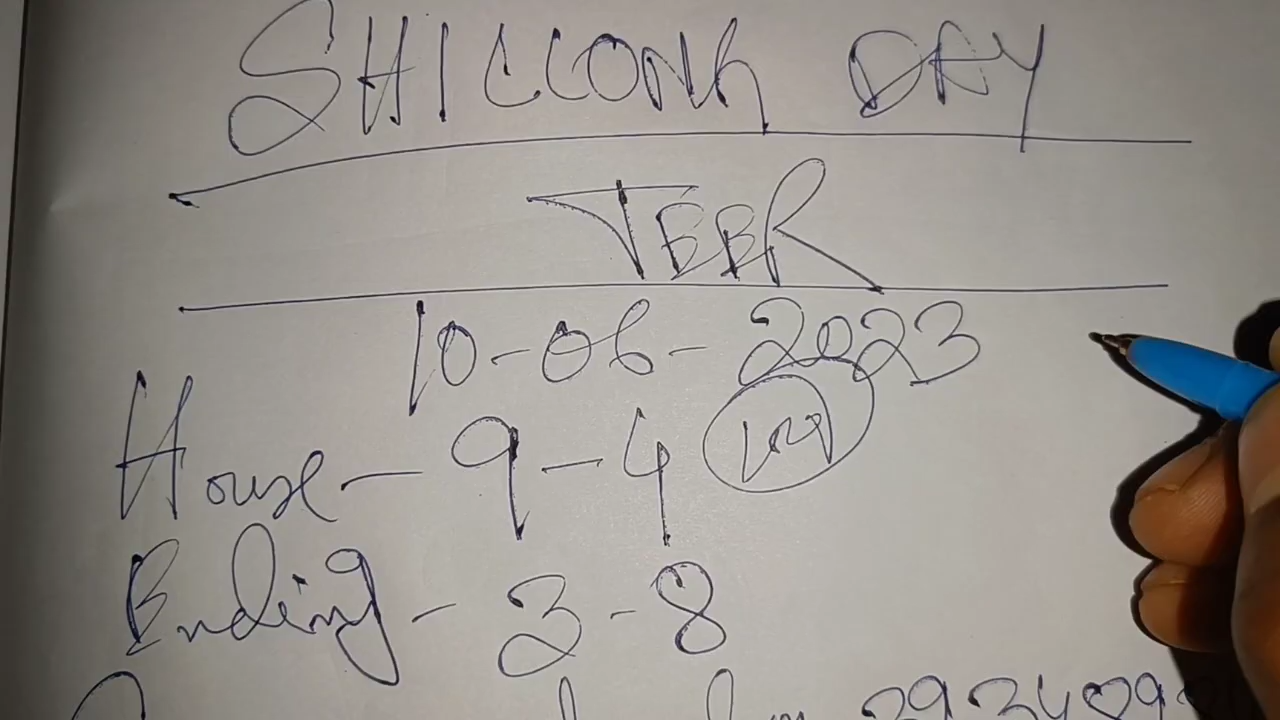 SHILLONG DAY
TEER
10-06-2023
House - 9-4
Ending - 3-8